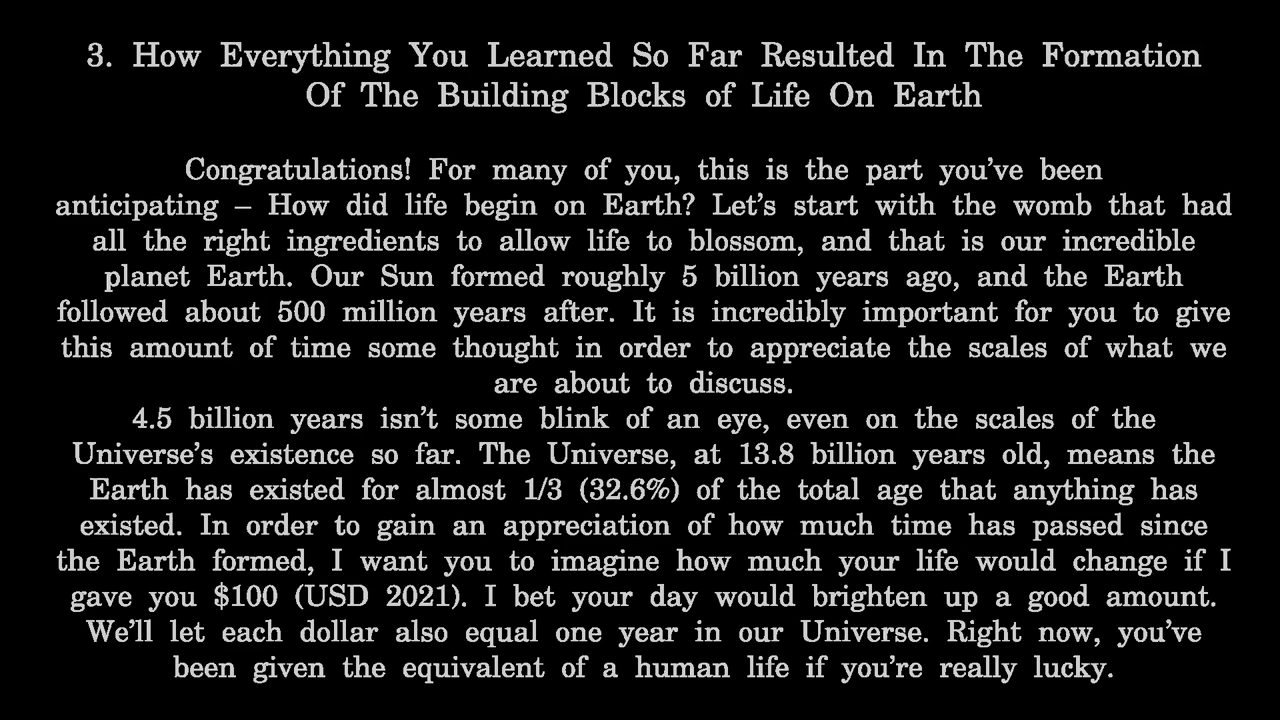 3. How Everything You Learned So Far Resulted In The Formation
Of The Building Blocks of Life On Earth
Congratulations! For many of you, this is the part you've been
anticipating – How did life begin on Earth? Let's start with the womb that had
all the right ingredients to allow life to blossom, and that is our incredible
planet Earth. Our Sun formed roughly 5 billion years ago, and the Earth
followed about 500 million years after. It is incredibly important for you to give
this amount of time some thought in order to appreciate the scales of what we
are about to discuss.
4.5 billion years isn't some blink of an eye, even on the scales of the
Universe's existence so far. The Universe, at 13.8 billion years old, means the
Earth has existed for almost 1/3 (32.6%) of the total age that anything has
existed. In order to gain an appreciation of how much time has passed since
the Earth formed, I want you to imagine how much your life would change if I
gave you $100 (USD 2021). I bet your day would brighten up a good amount.
We'll let each dollar also equal one year in our Universe. Right now, you've
been given the equivalent of a human life if you're really lucky.